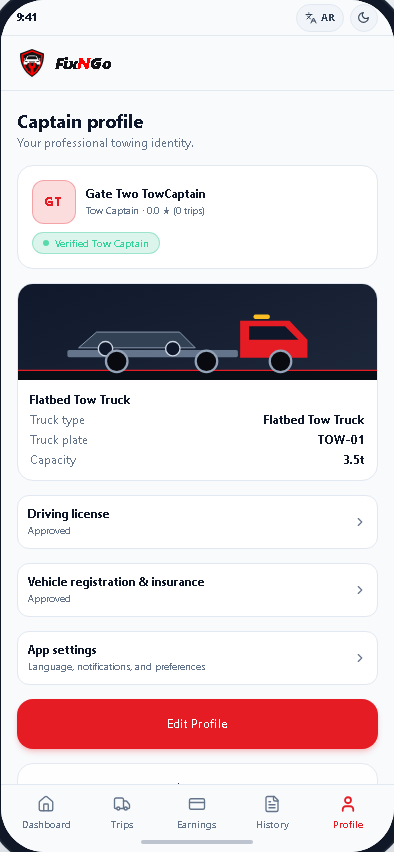 9:41
AR
FixNGo
Captain profile
Your professional towing identity.
GT
Gate Two TowCaptain
Tow Captain · 0.0 ★ (0 trips)
Verified Tow Captain
Flatbed Tow Truck
Truck type Flatbed Tow Truck
Truck plate TOW-01
Capacity 3.5t
Driving license
Approved
Vehicle registration & insurance
Approved
App settings
Language, notifications, and preferences
Edit Profile
Dashboard Trips Earnings History Profile